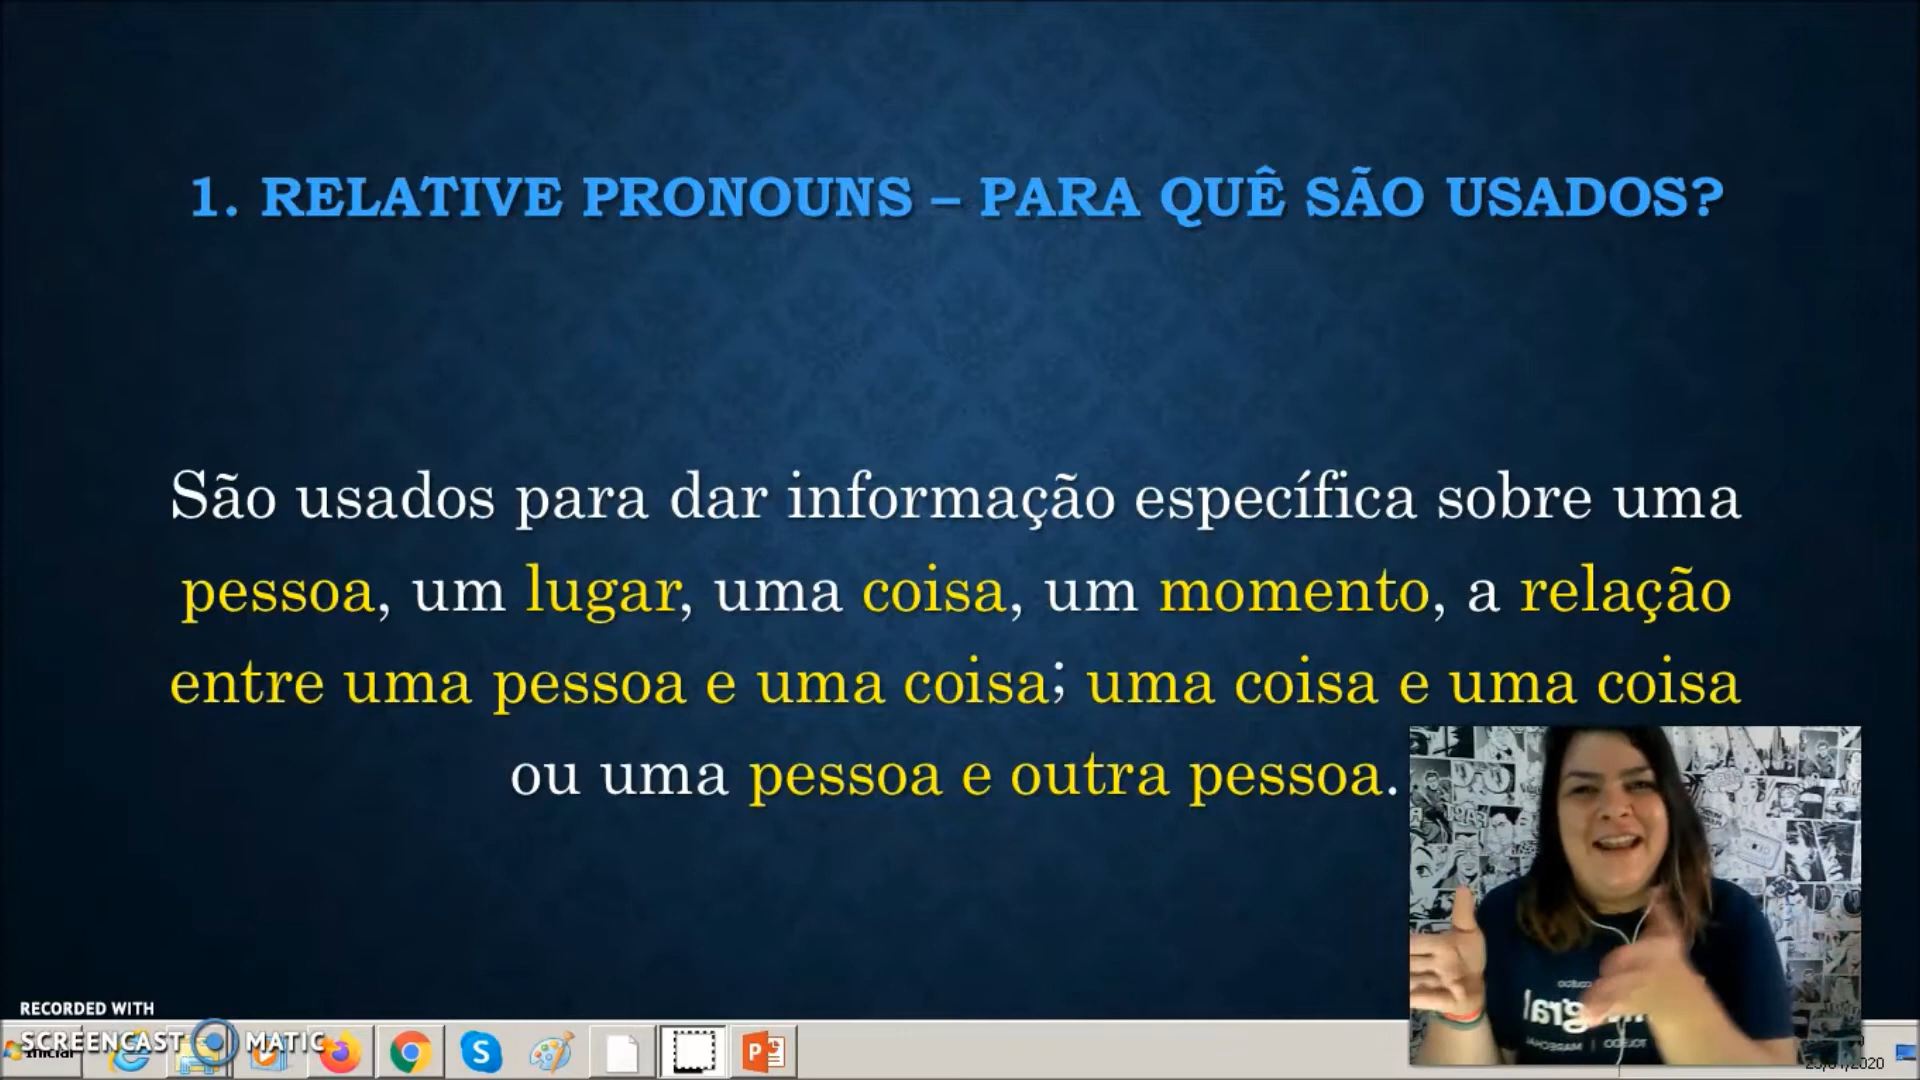 1. RELATIVE PRONOUNS – PARA QUÊ SÃO USADOS?
São usados para dar informação específica sobre uma
pessoa, um lugar, uma coisa, um momento, a relação
entre uma pessoa e uma coisa; uma coisa e uma coisa
ou uma pessoa e outra pessoa.
RECORDED WITH
SCREENCAST MATIC
Iniciar